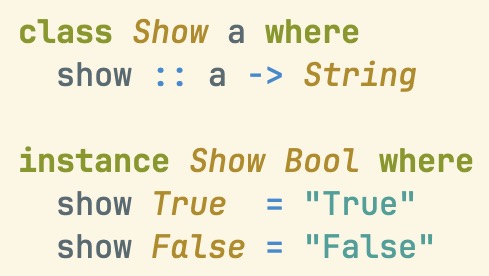 class Show a where
  show :: a -> String

instance Show Bool where
  show True  = "True"
  show False = "False"